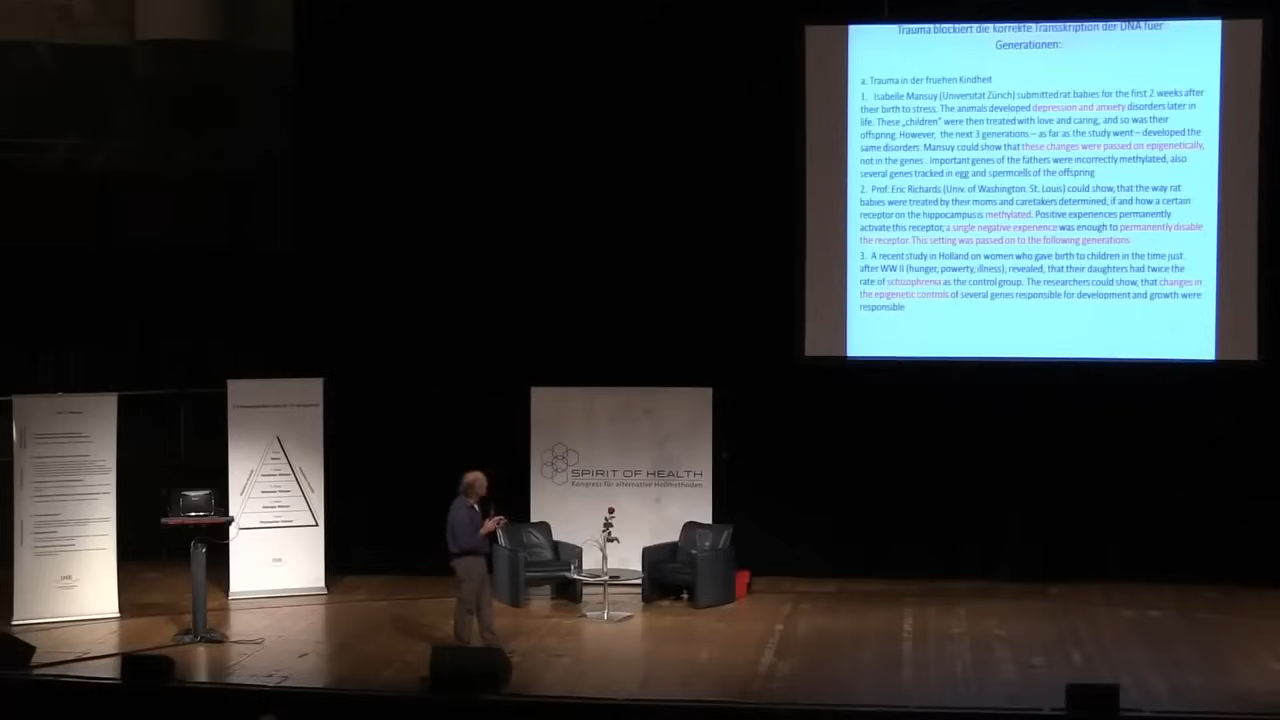 Trauma blockiert die korrekte Transskription der DNA fuer
Generationen:
a. Trauma in der fruehen Kindheit
1. Isabelle Mansuy (Universität Zürich) submitted rat babies for the first 2 weeks after
their birth to stress. The animals developed depression and anxiety disorders later in
life. These „children" were then treated with love and caring, and so was their
offspring. However, the next 3 generations – as far as the study went – developed the
same disorders. Mansuy could show that these changes were passed on epigenetically,
not in the genes . Important genes of the fathers were incorrectly methylated, also
several genes tracked in egg and spermcells of the offspring
2. Prof. Eric Richards (Univ. of Washington. St. Louis) could show, that the way rat
babies were treated by their moms and caretakers determined, if and how a certain
receptor on the hippocampus is methylated. Positive experiences permanently
activate this receptor, a single negative experience was enough to permanently disable
the receptor. This setting was passed on to the following generations
3. A recent study in Holland on women who gave birth to children in the time just
after WW II (hunger, powerty, illness), revealed, that their daughters had twice the
rate of schizophrenia as the control group. The researchers could show, that changes in
the epigenetic controls of several genes responsible for development and growth were
responsible
SPIRIT OF HEALTH
Kongress für alternative Heilmethoden